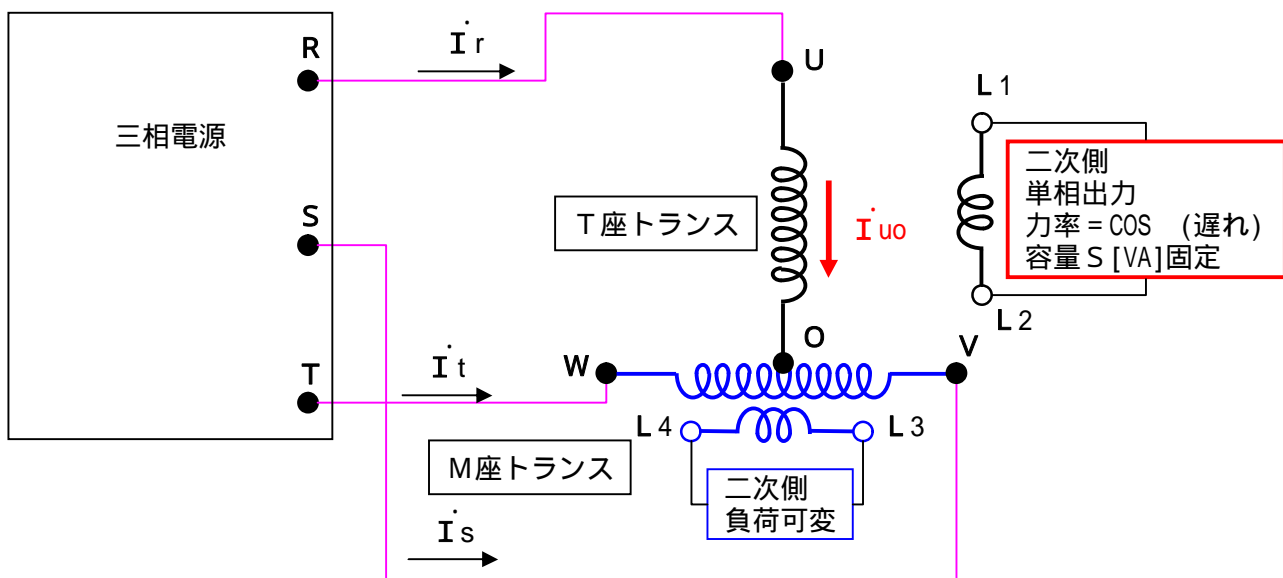 三相電源
R
S
T
İr
İt
İs
U
O
V
W
T座トランス
İuo
M座トランス
L1
L2
二次側
単相出力
力率=COS (遅れ)
容量S[VA]固定
L4
L3
二次側
負荷可変